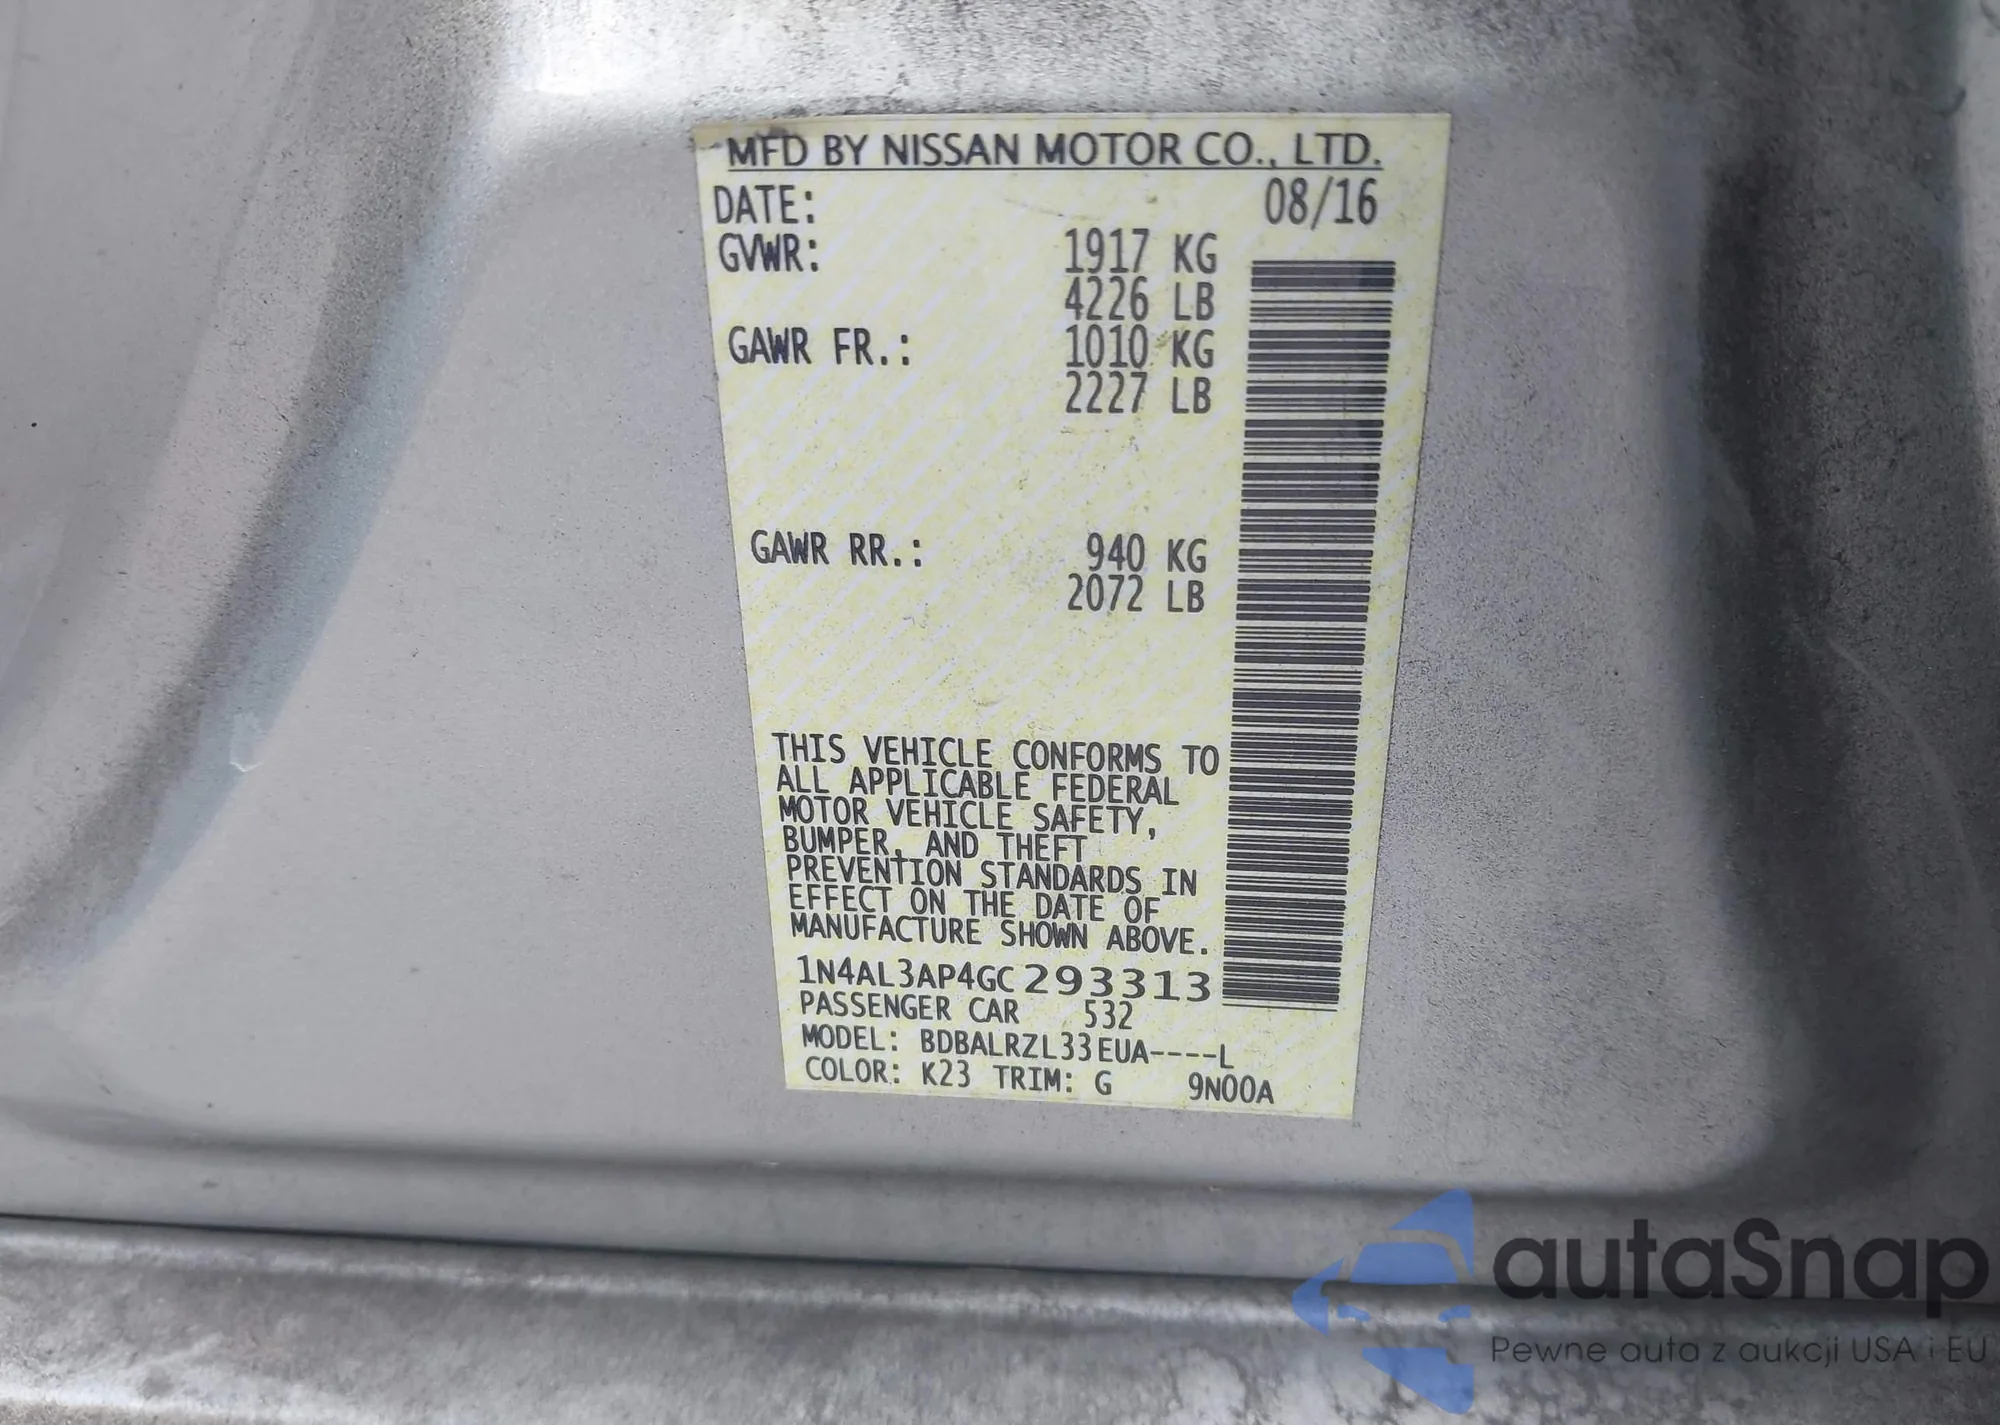 MFD BY NISSAN MOTOR CO., LTD.
DATE: 08/16
GVWR: 1917 KG
4226 LB
GAWR FR.: 1010 KG
2227 LB
GAWR RR.: 940 KG
2072 LB
THIS VEHICLE CONFORMS TO
ALL APPLICABLE FEDERAL
MOTOR VEHICLE SAFETY,
BUMPER, AND THEFT
PREVENTION STANDARDS IN
EFFECT ON THE DATE OF
MANUFACTURE SHOWN ABOVE.
1N4AL3AP4GC293313
PASSENGER CAR 532
MODEL: BDBALRZL33EUA----L
COLOR: K23 TRIM: G 9N00A
autaSnap
Pewne auta z aukcji USA i EU